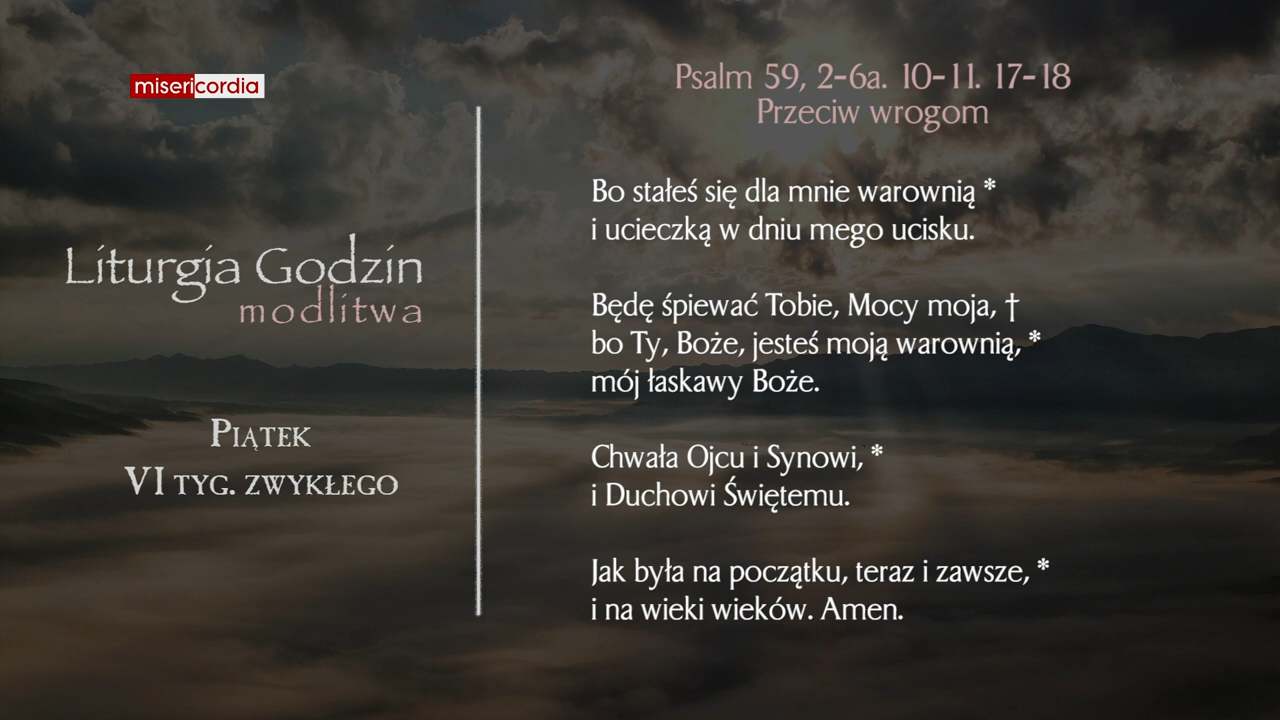 misericordia
Liturgia Godzin
modlitwa
Piątek
VI tyg. zwykłego
Psalm 59, 2-6a. 10-11. 17-18
Przeciw wrogom
Bo stałeś się dla mnie warownią *
i ucieczką w dniu mego ucisku.
Będę śpiewać Tobie, Mocy moja, †
bo Ty, Boże, jesteś moją warownią, *
mój łaskawy Boże.
Chwała Ojcu i Synowi, *
i Duchowi Świętemu.
Jak była na początku, teraz i zawsze, *
i na wieki wieków. Amen.